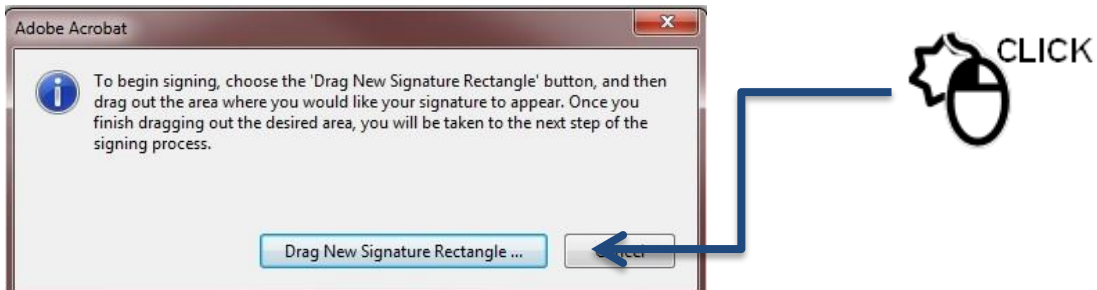 Adobe Acrobat
To begin signing, choose the 'Drag New Signature Rectangle' button, and then
drag out the area where you would like your signature to appear. Once you
finish dragging out the desired area, you will be taken to the next step of the
signing process.
Drag New Signature Rectangle ...
CLICK